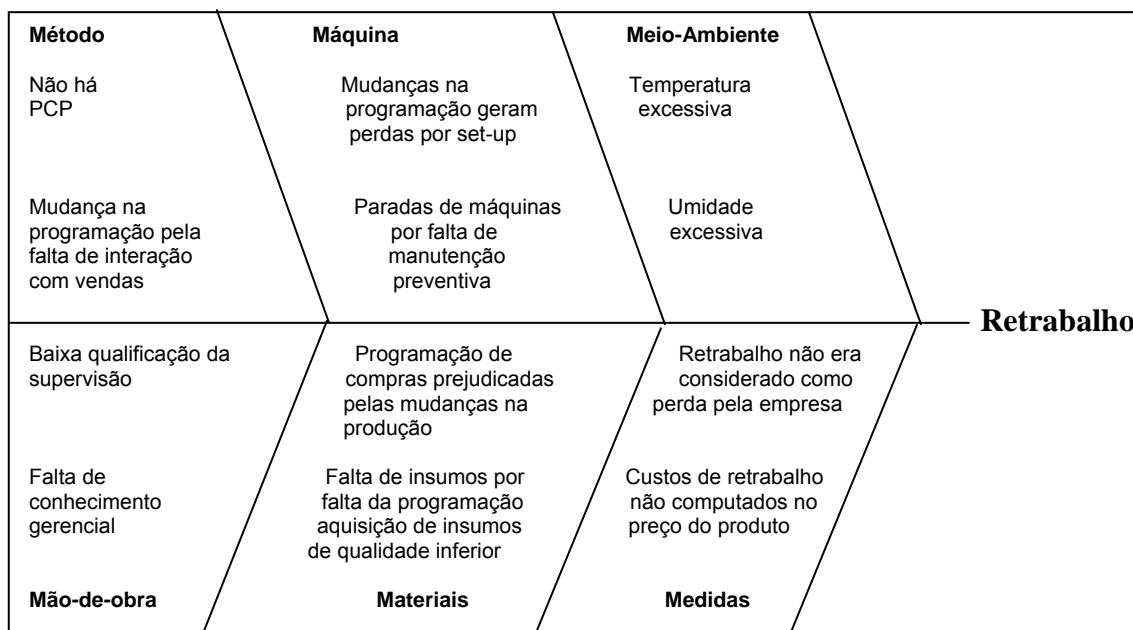 Método
Não há
PCP
Mudança na
programação pela
falta de interação
com vendas
Máquina
Mudanças na
programação geram
perdas por set-up
Paradas de máquinas
por falta de
manutenção
preventiva
Meio-Ambiente
Temperatura
excessiva
Umidade
excessiva
Retrabalho
Baixa qualificação da
supervisão
Falta de
conhecimento
gerencial
Mão-de-obra
Programação de
compras prejudicadas
pelas mudanças na
produção
Falta de insumos por
falta da programação
aquisição de insumos
de qualidade inferior
Materiais
Retrabalho não era
considerado como
perda pela empresa
Custos de retrabalho
não computados no
preço do produto
Medidas